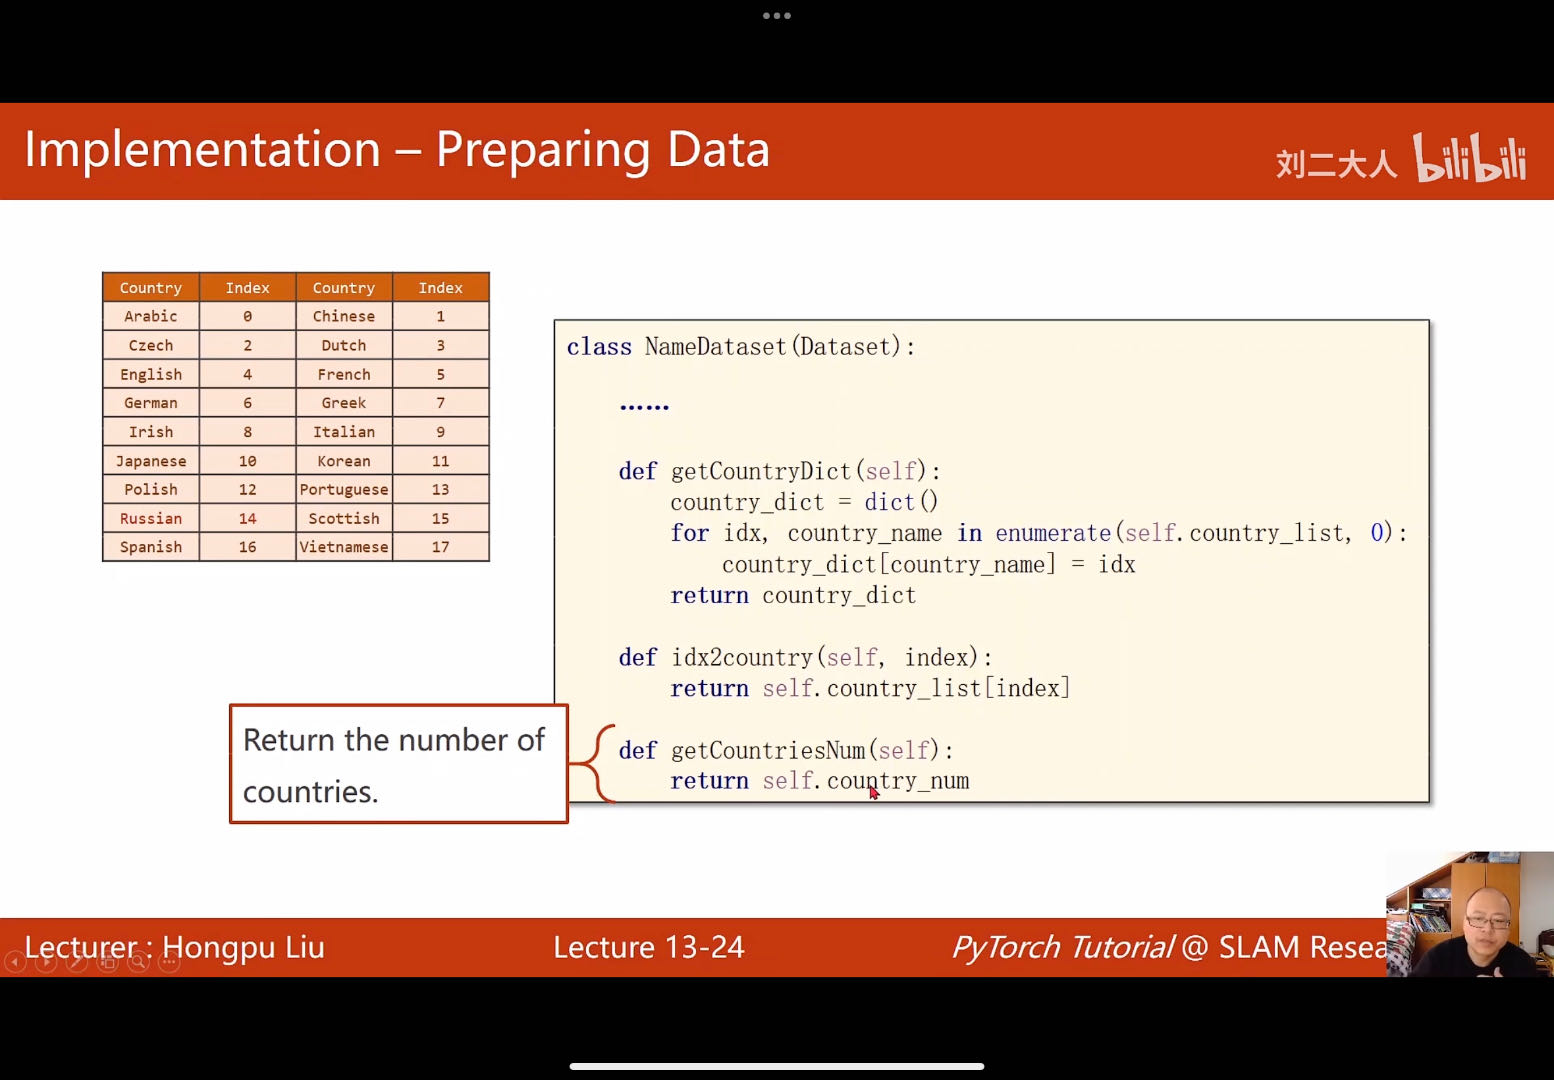 Implementation – Preparing Data
刘二大人 bilibili
Country Index Country Index
Arabic 0 Chinese 1
Czech 2 Dutch 3
English 4 French 5
German 6 Greek 7
Irish 8 Italian 9
Japanese 10 Korean 11
Polish 12 Portuguese 13
Russian 14 Scottish 15
Spanish 16 Vietnamese 17
class NameDataset(Dataset):
......
def getCountryDict(self):
country_dict = dict()
for idx, country_name in enumerate(self.country_list, 0):
country_dict[country_name] = idx
return country_dict
def idx2country(self, index):
return self.country_list[index]
def getCountriesNum(self):
return self.country_num
Return the number of
countries.
Lecturer : Hongpu Liu
Lecture 13-24
PyTorch Tutorial @ SLAM Resea